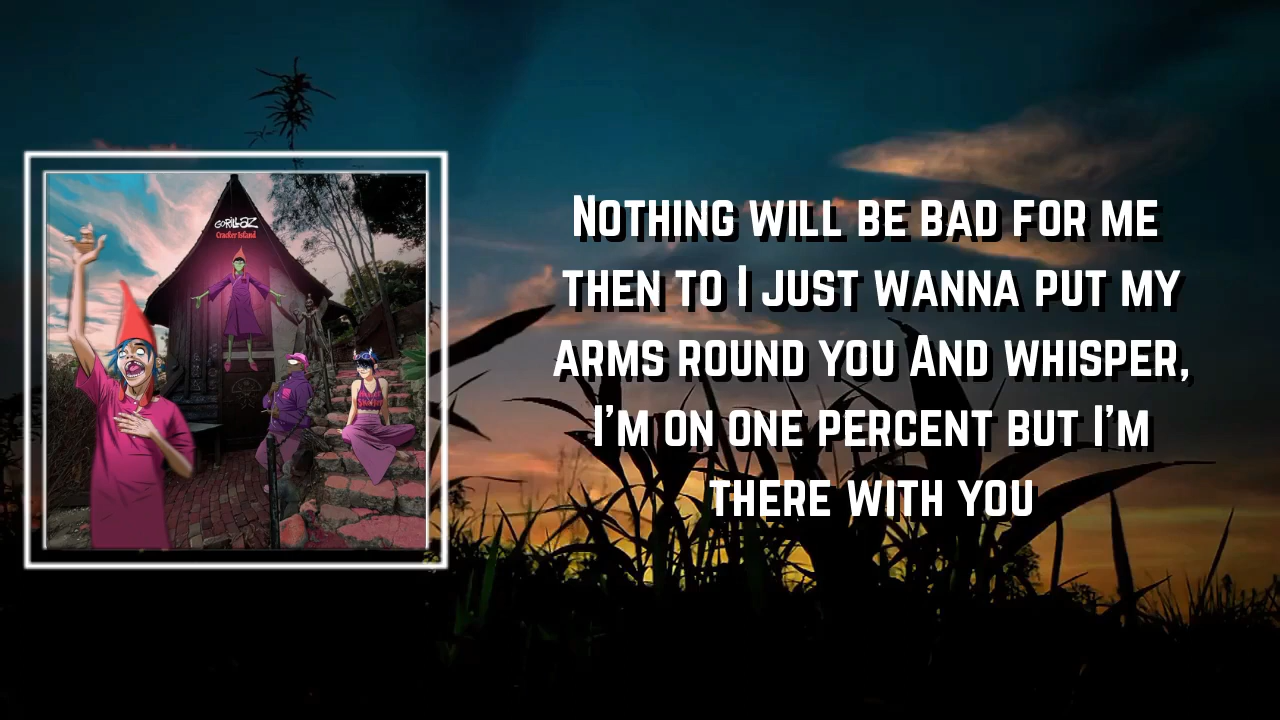 GORILLAZ
Cracker Island
NOTHING WILL BE BAD FOR ME
THEN TO I JUST WANNA PUT MY
ARMS ROUND YOU AND WHISPER,
I'M ON ONE PERCENT BUT I'M
THERE WITH YOU